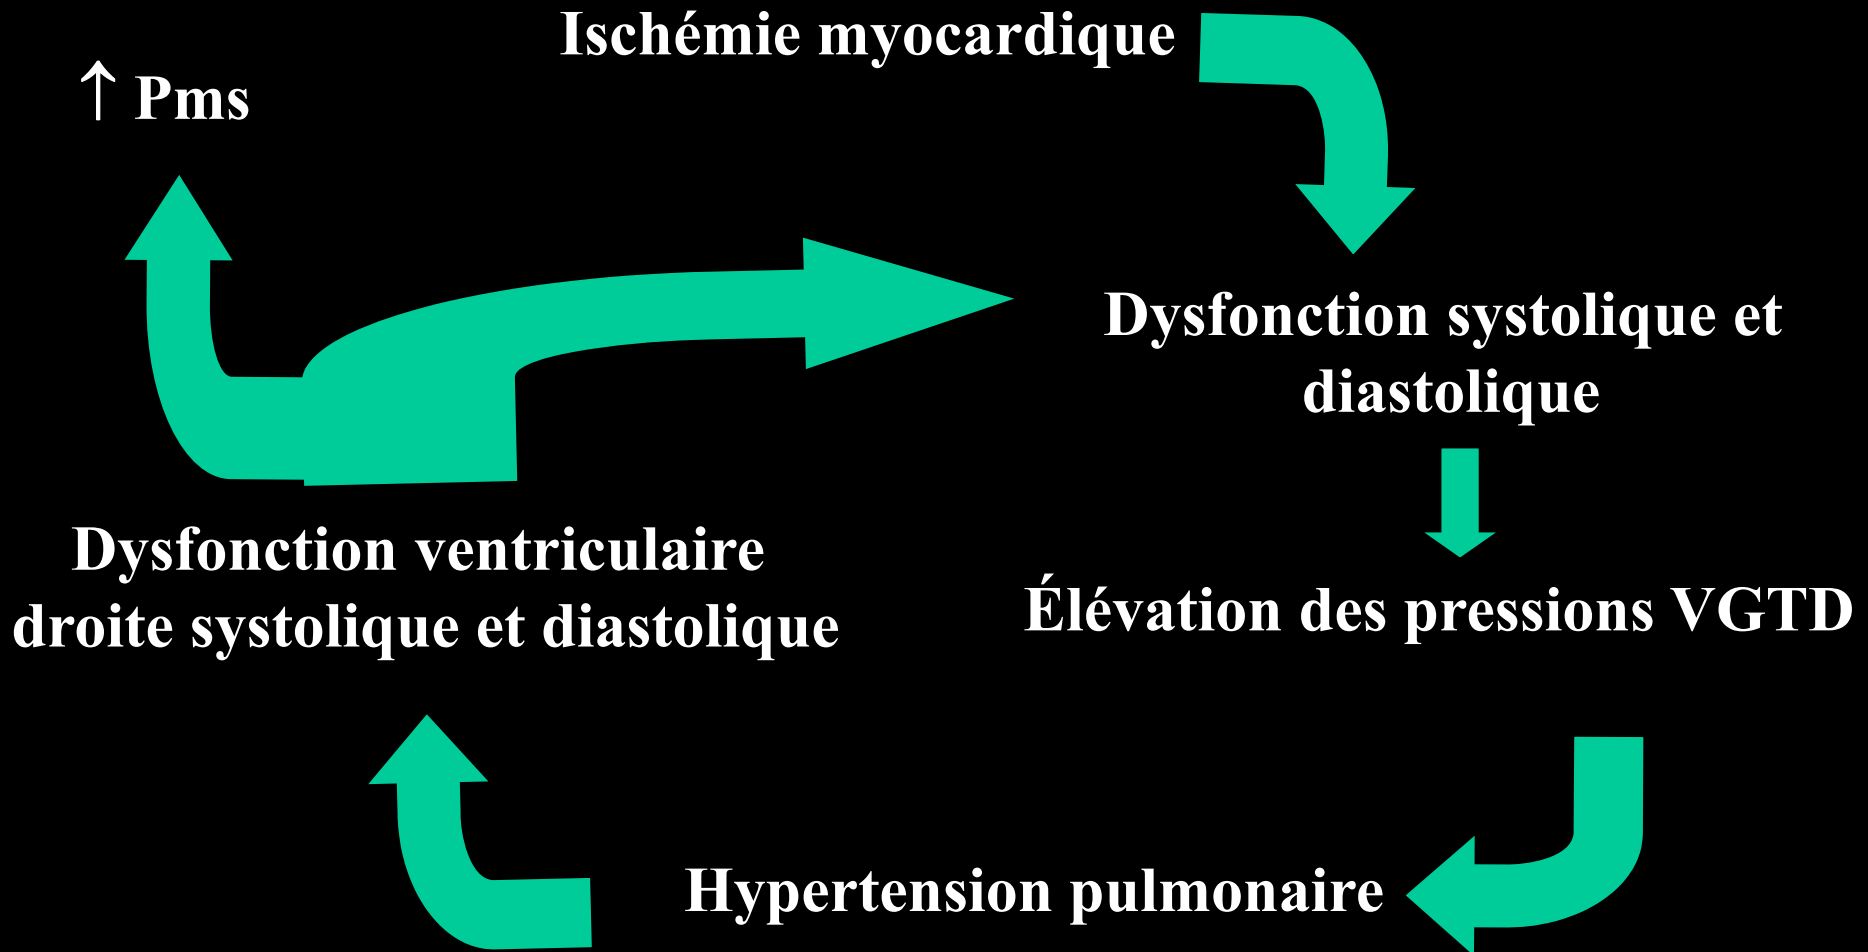 Ischémie myocardique
↑ Pms
Dysfonction systolique et
diastolique
Dysfonction ventriculaire
droite systolique et diastolique
Élévation des pressions VGTD
Hypertension pulmonaire